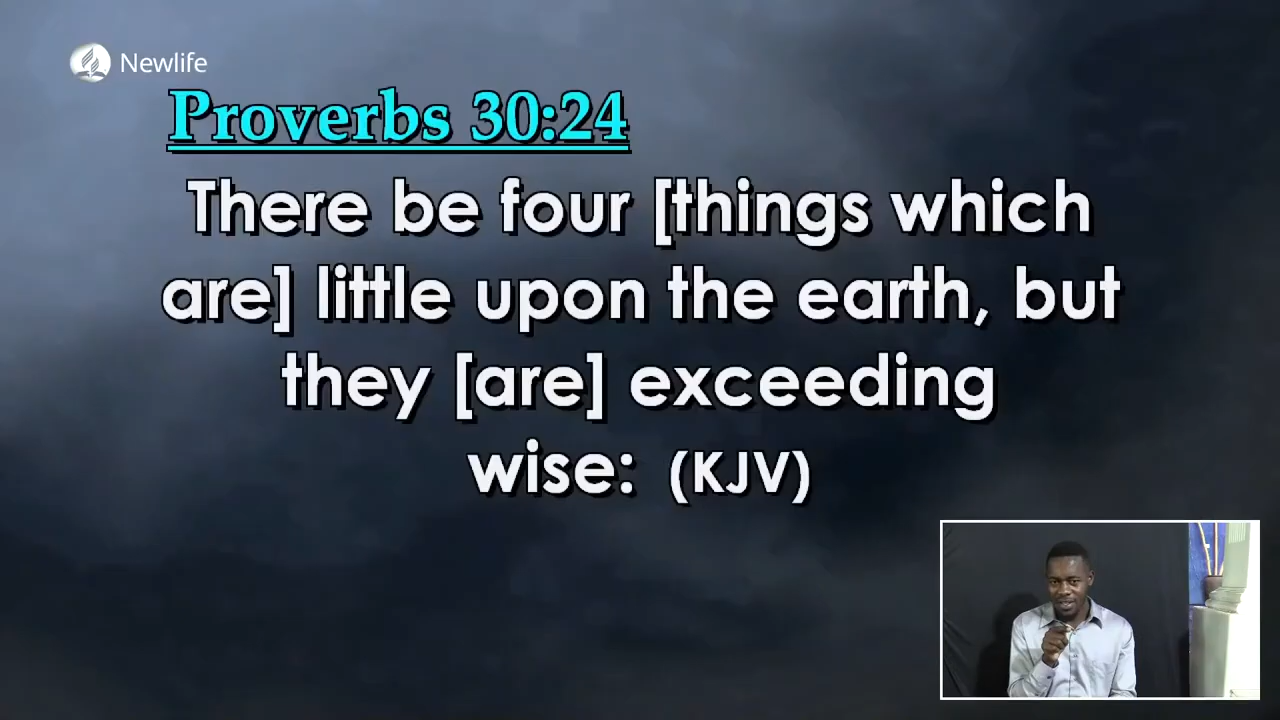 Newlife
Proverbs 30:24
There be four [things which
are] little upon the earth, but
they [are] exceeding
wise: (KJV)